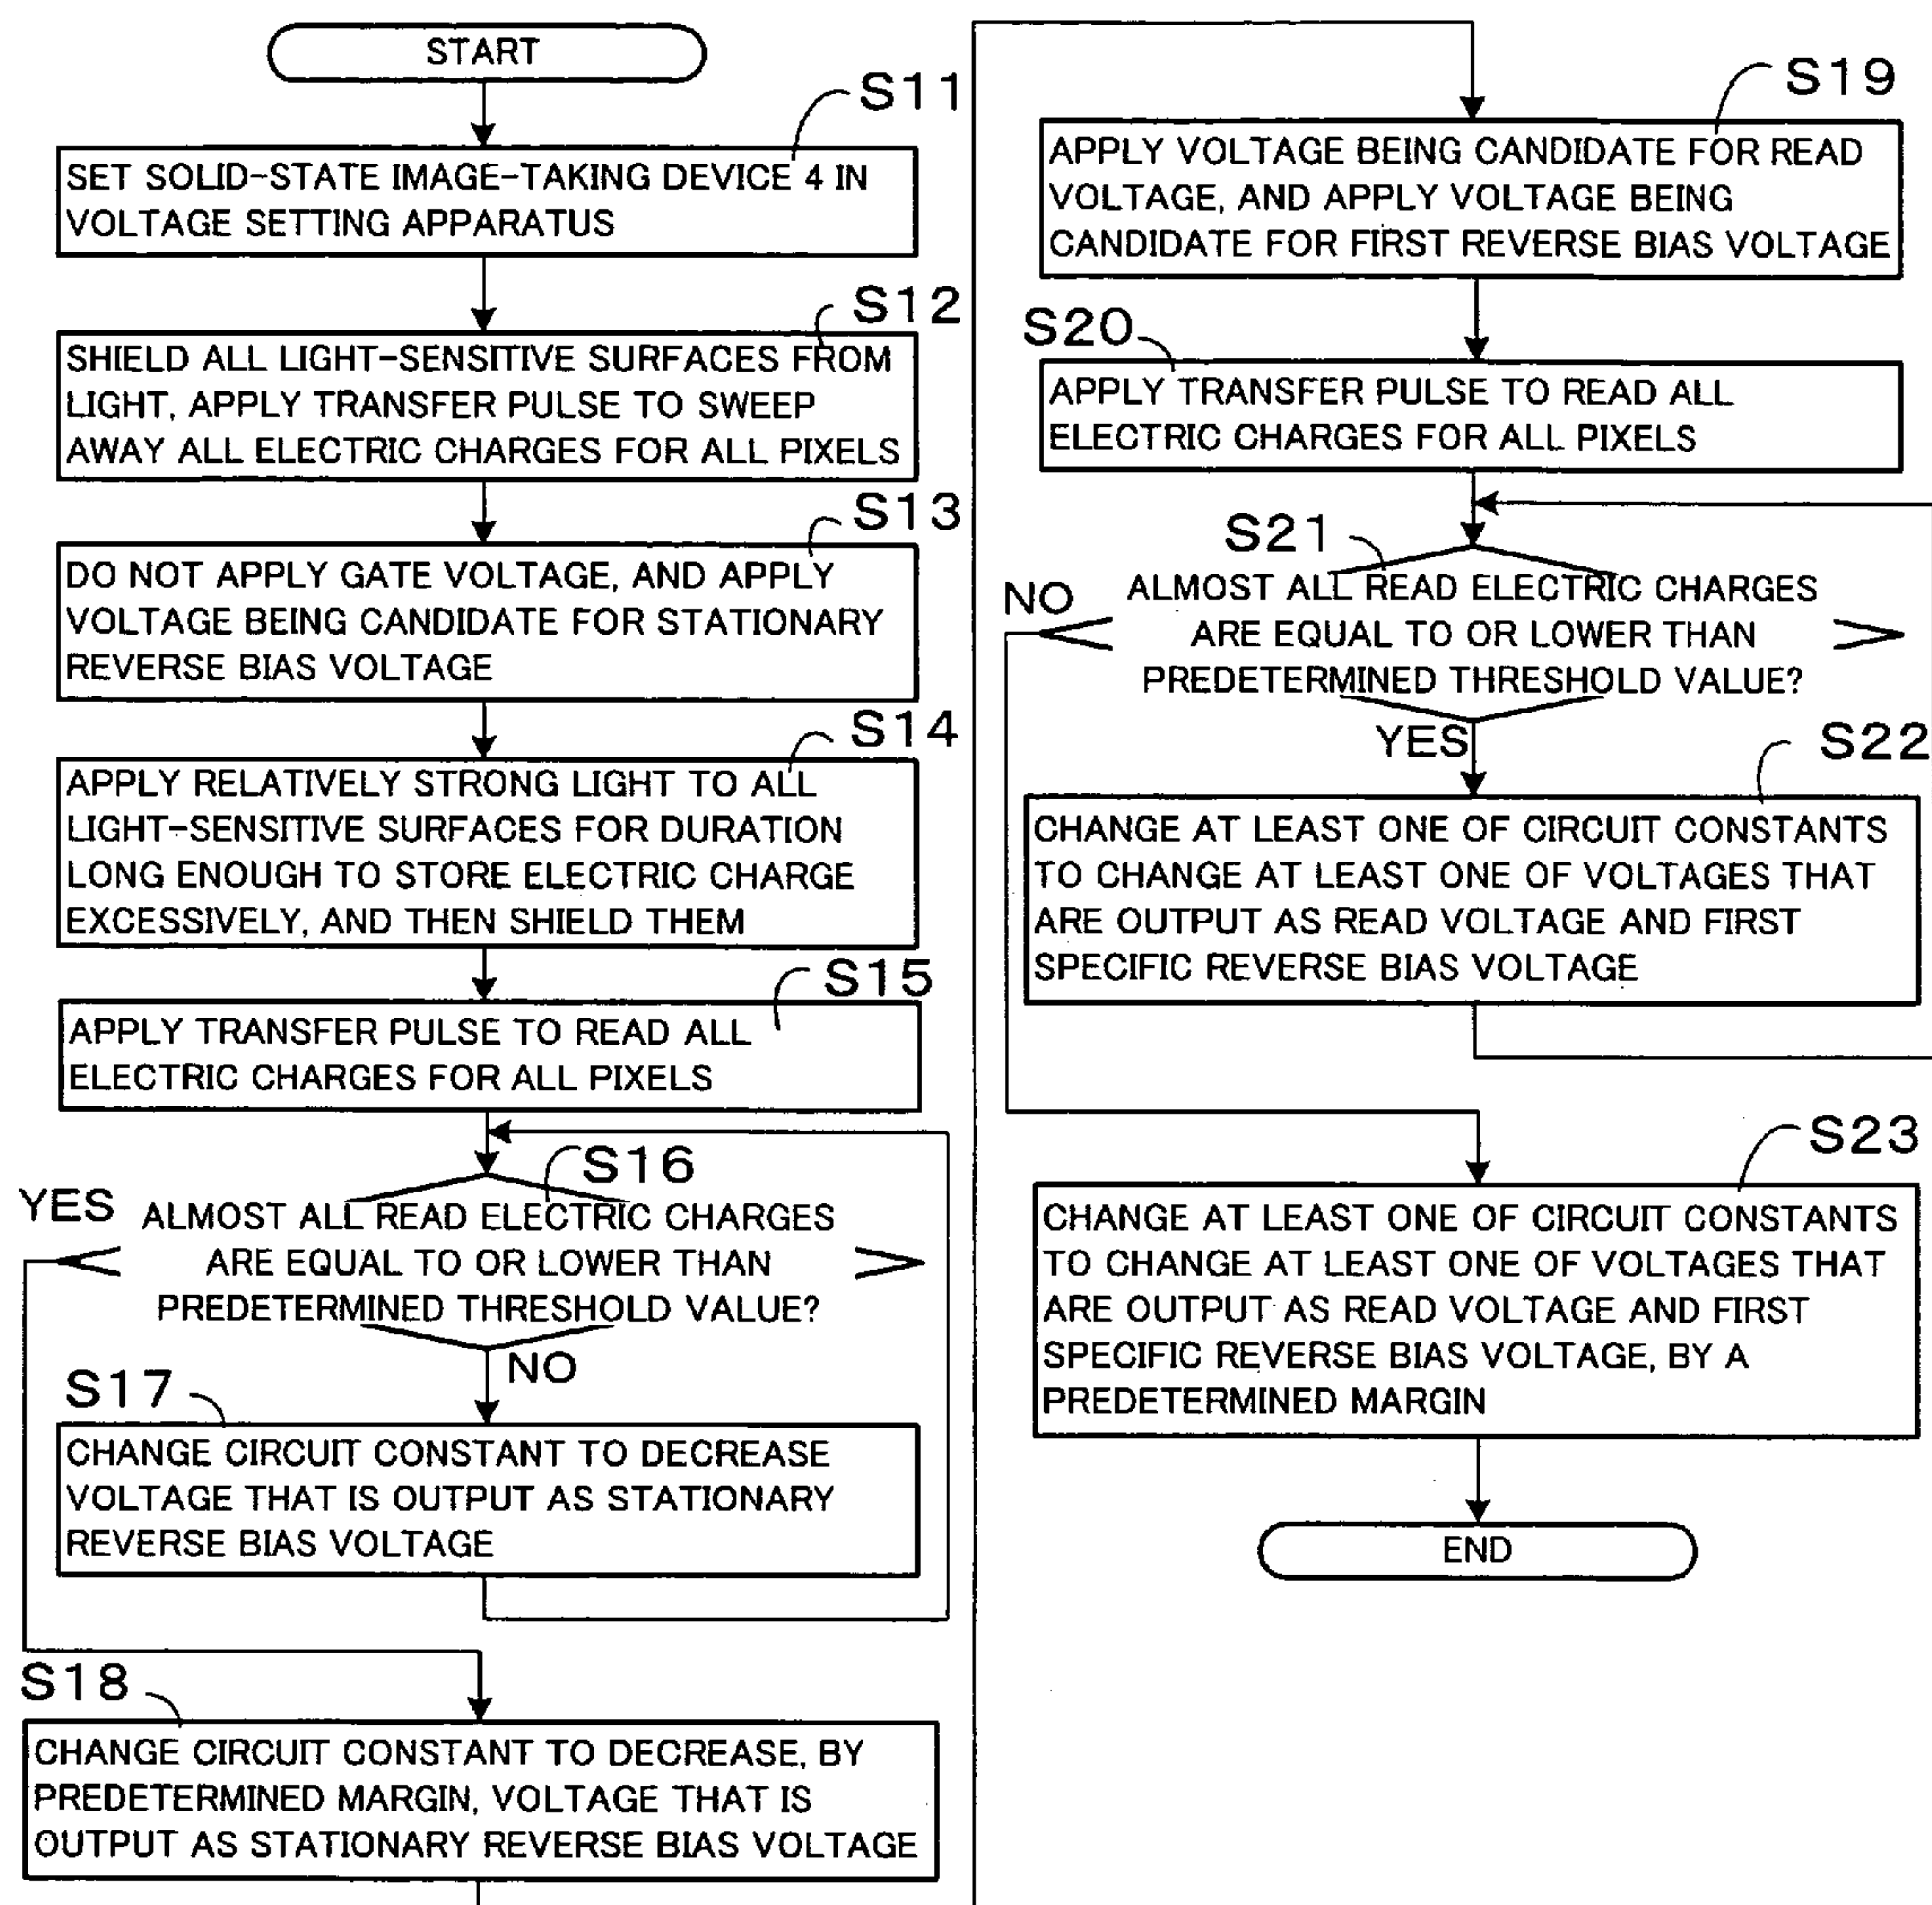 START
S11
SET SOLID-STATE IMAGE-TAKING DEVICE 4 IN
VOLTAGE SETTING APPARATUS
S12
SHIELD ALL LIGHT-SENSITIVE SURFACES FROM
LIGHT, APPLY TRANSFER PULSE TO SWEEP
AWAY ALL ELECTRIC CHARGES FOR ALL PIXELS
S13
DO NOT APPLY GATE VOLTAGE, AND APPLY
VOLTAGE BEING CANDIDATE FOR STATIONARY
REVERSE BIAS VOLTAGE
S14
APPLY RELATIVELY STRONG LIGHT TO ALL
LIGHT-SENSITIVE SURFACES FOR DURATION
LONG ENOUGH TO STORE ELECTRIC CHARGE
EXCESSIVELY, AND THEN SHIELD THEM
S15
APPLY TRANSFER PULSE TO READ ALL
ELECTRIC CHARGES FOR ALL PIXELS
S16
YES
ALMOST ALL READ ELECTRIC CHARGES
ARE EQUAL TO OR LOWER THAN
PREDETERMINED THRESHOLD VALUE?
NO
S17
CHANGE CIRCUIT CONSTANT TO DECREASE
VOLTAGE THAT IS OUTPUT AS STATIONARY
REVERSE BIAS VOLTAGE
S18
CHANGE CIRCUIT CONSTANT TO DECREASE, BY
PREDETERMINED MARGIN, VOLTAGE THAT IS
OUTPUT AS STATIONARY REVERSE BIAS VOLTAGE
S19
APPLY VOLTAGE BEING CANDIDATE FOR READ
VOLTAGE, AND APPLY VOLTAGE BEING
CANDIDATE FOR FIRST REVERSE BIAS VOLTAGE
S20
APPLY TRANSFER PULSE TO READ ALL
ELECTRIC CHARGES FOR ALL PIXELS
S21
NO
ALMOST ALL READ ELECTRIC CHARGES
ARE EQUAL TO OR LOWER THAN
PREDETERMINED THRESHOLD VALUE?
YES
S22
CHANGE AT LEAST ONE OF CIRCUIT CONSTANTS
TO CHANGE AT LEAST ONE OF VOLTAGES THAT
ARE OUTPUT AS READ VOLTAGE AND FIRST
SPECIFIC REVERSE BIAS VOLTAGE
S23
CHANGE AT LEAST ONE OF CIRCUIT CONSTANTS
TO CHANGE AT LEAST ONE OF VOLTAGES THAT
ARE OUTPUT AS READ VOLTAGE AND FIRST
SPECIFIC REVERSE BIAS VOLTAGE, BY A
PREDETERMINED MARGIN
END